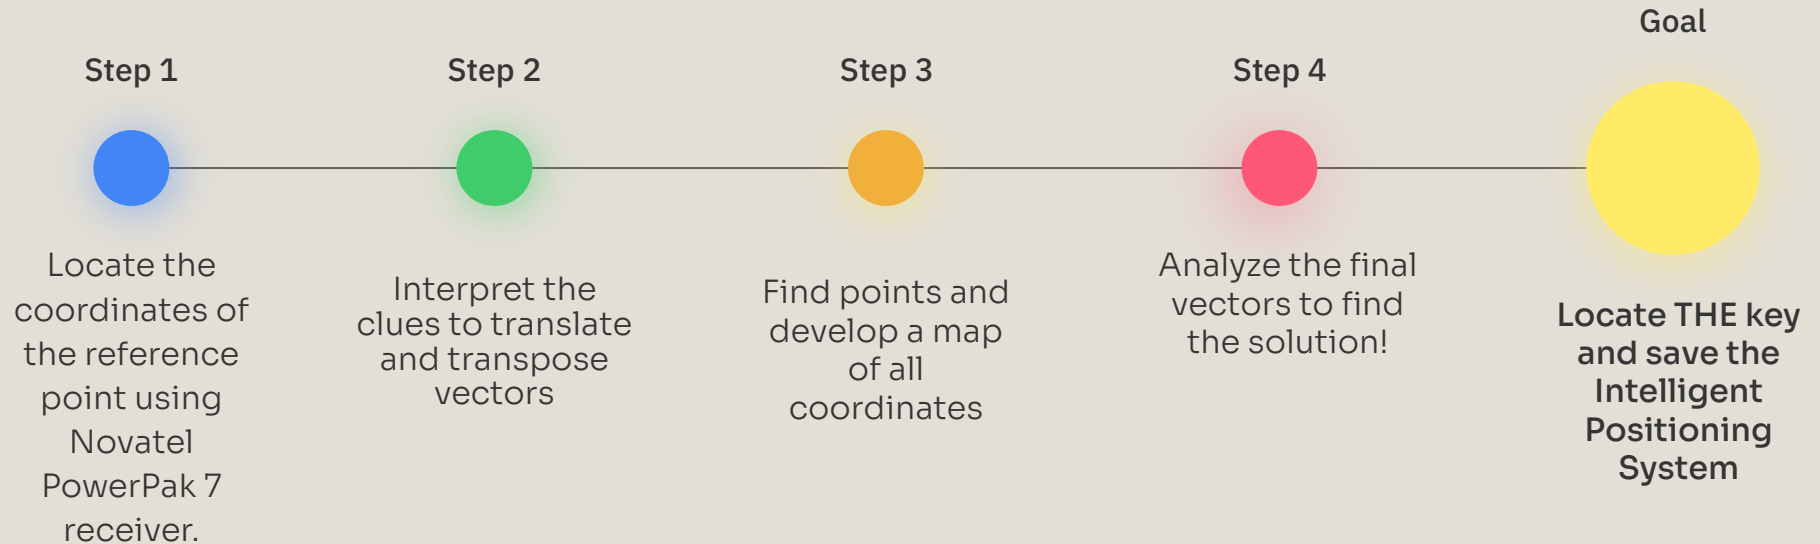 Step 1
Locate the
coordinates of
the reference
point using
Novatel
PowerPak 7
receiver.
Step 2
Interpret the
clues to translate
and transpose
vectors
Step 3
Find points and
develop a map
of all
coordinates
Step 4
Analyze the final
vectors to find
the solution!
Goal
Locate THE key
and save the
Intelligent
Positioning
System